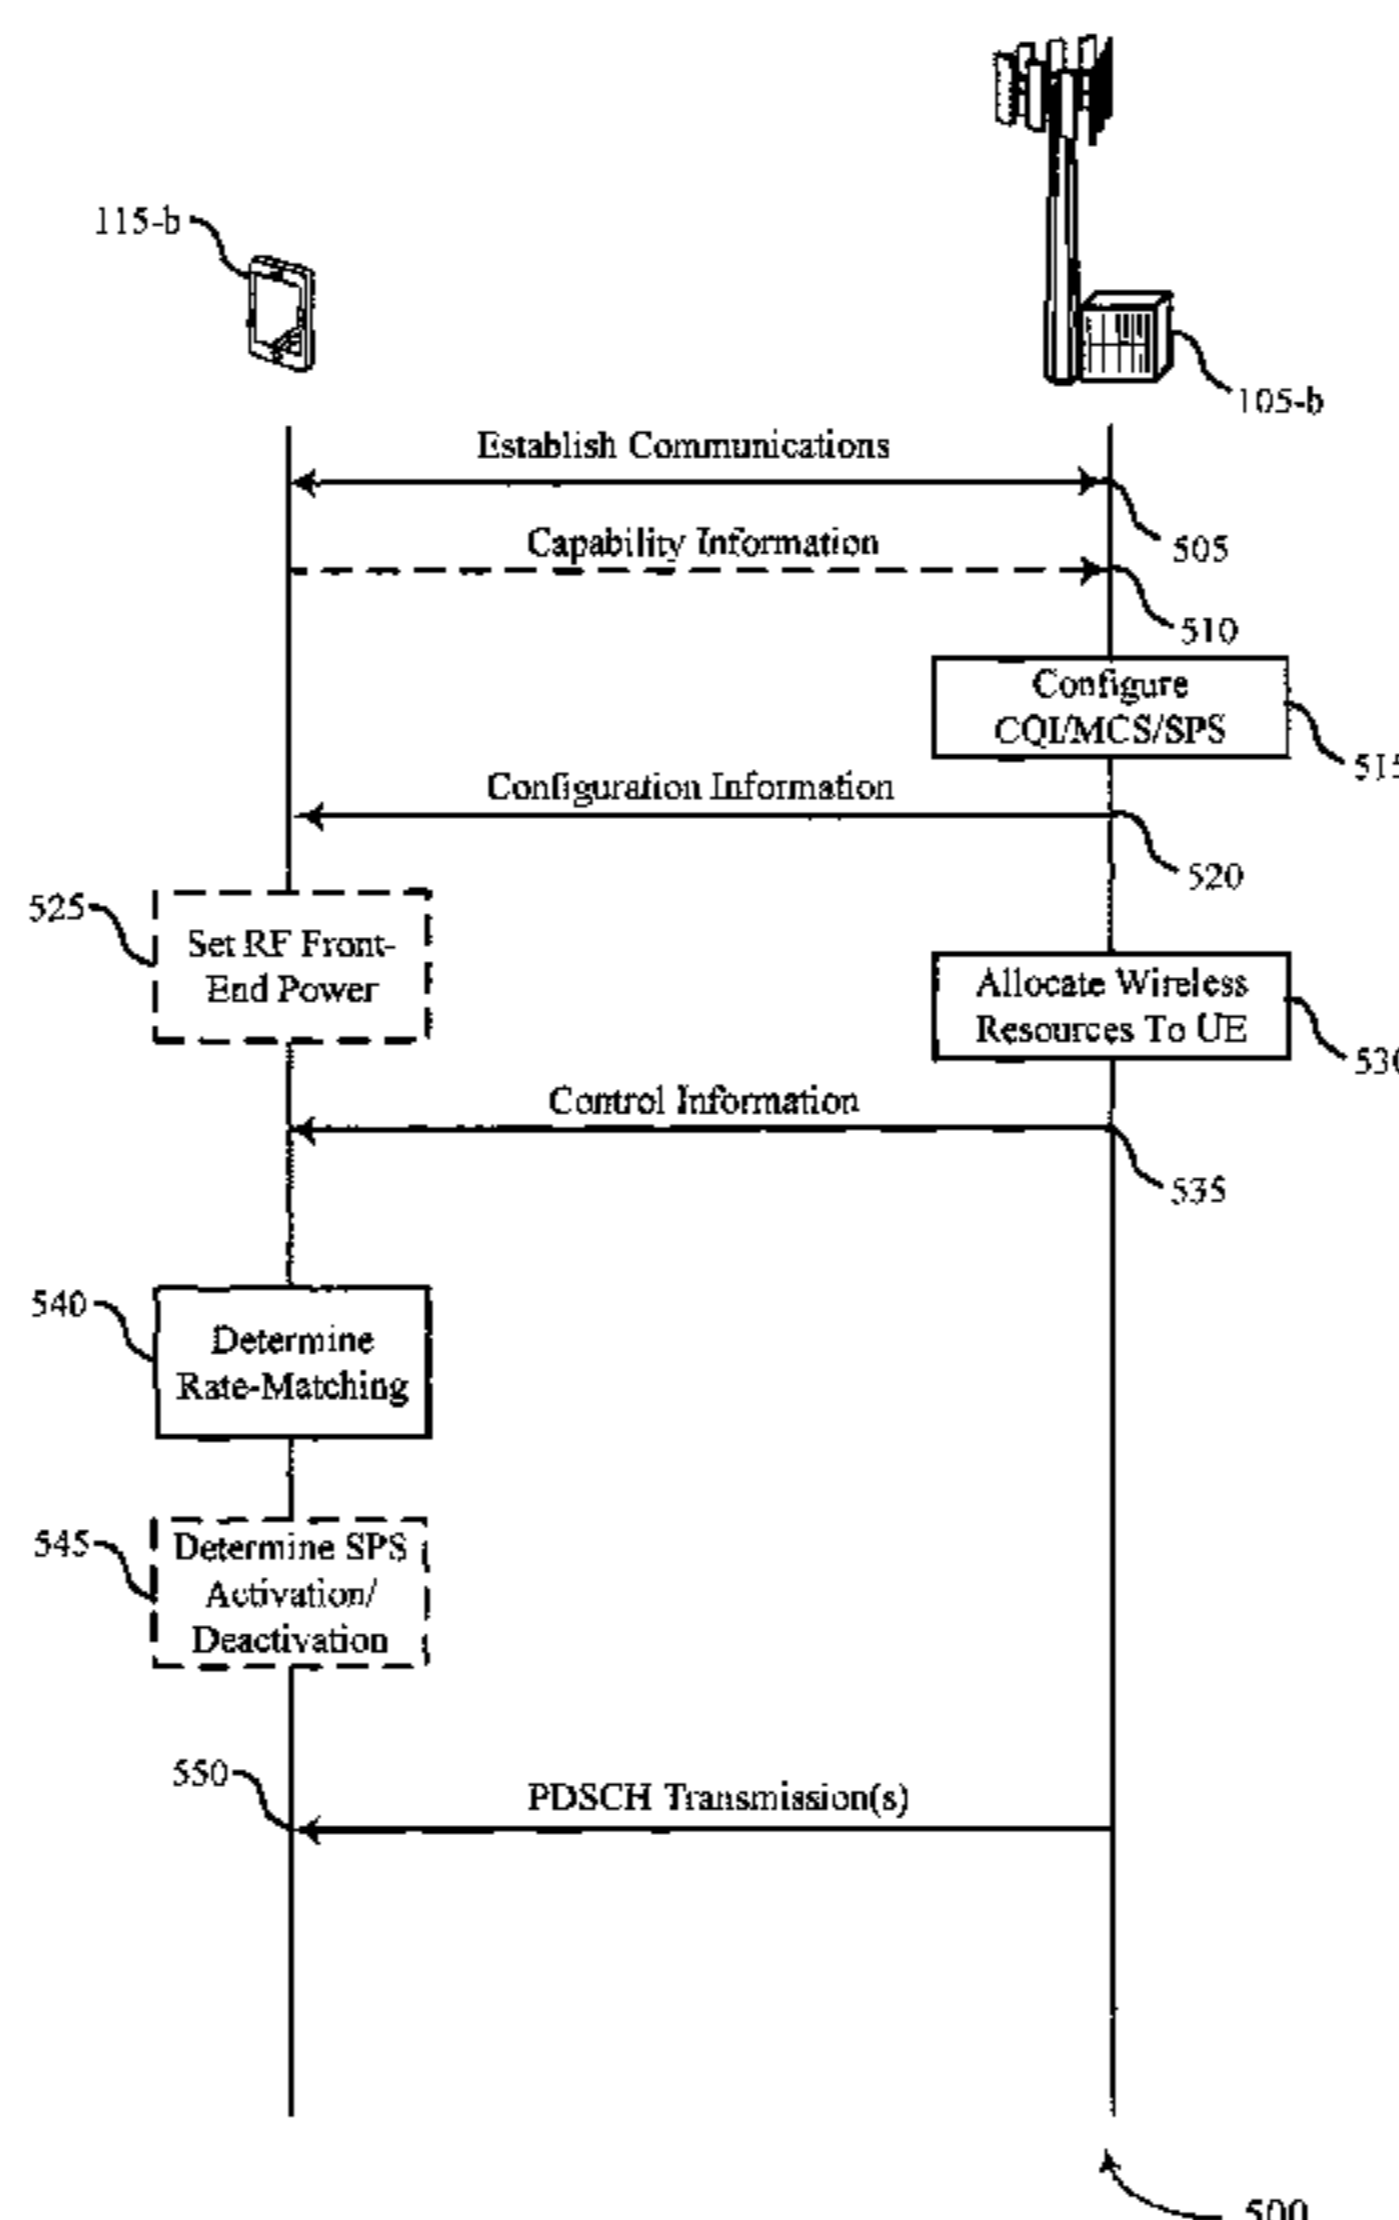 115-b
105-b
Establish Communications
505
Capability Information
510
Configure
CQI/MCS/SPS
515
Configuration Information
520
525
Set RF Front-
End Power
Allocate Wireless
Resources To UE
530
Control Information
535
540
Determine
Rate-Matching
545
Determine SPS
Activation/
Deactivation
550
PDSCH Transmission(s)
500